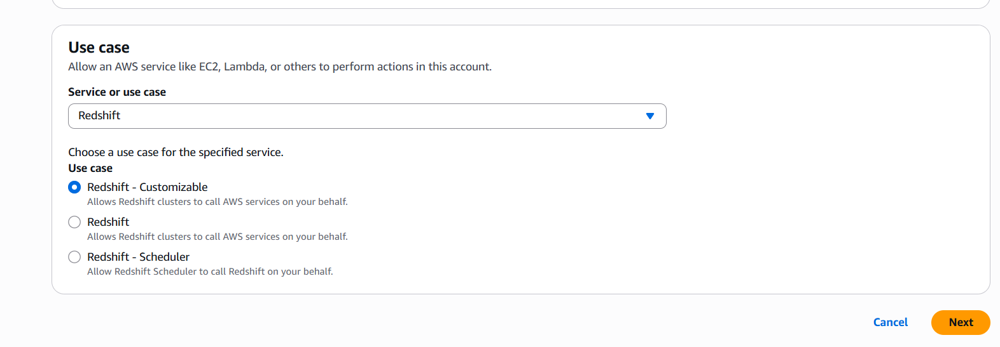 Use case
Allow an AWS service like EC2, Lambda, or others to perform actions in this account.
Service or use case
Redshift
Choose a use case for the specified service.
Use case
Redshift - Customizable
Allows Redshift clusters to call AWS services on your behalf.
Redshift
Allows Redshift clusters to call AWS services on your behalf.
Redshift - Scheduler
Allow Redshift Scheduler to call Redshift on your behalf.
Cancel
Next